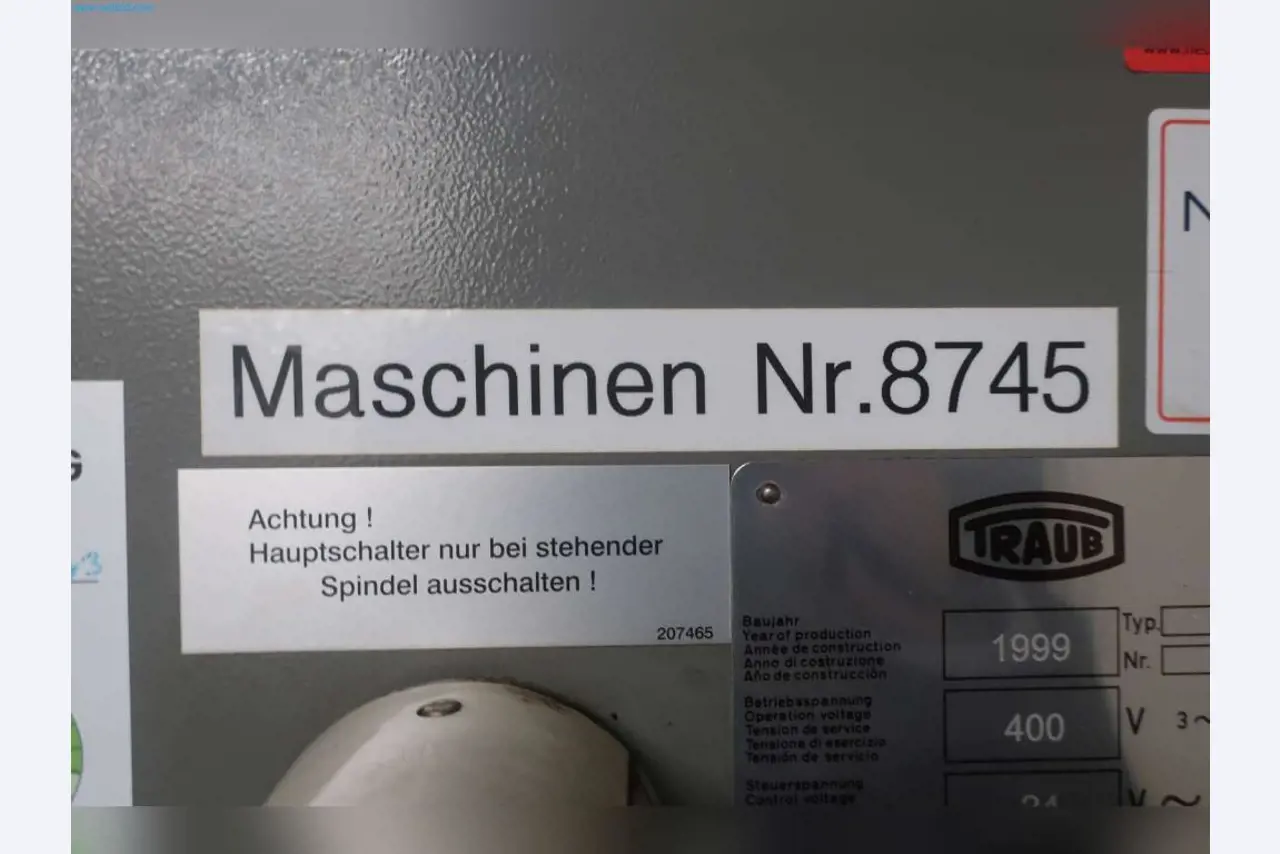 Maschinen Nr.8745
N
G
Achtung !
Hauptschalter nur bei stehender
Spindel ausschalten !
207465
TRAUB
Baujahr
Year of production
Année de construction
Anno di costruzione
Año de construcción
1999
Typ.
Nr.
Betriebsspannung
Operation voltage
Tension de service
Tensione di esercizio
Tensión de servicio
400
V 3~
Steuerspannung
Control voltage
24
V ~